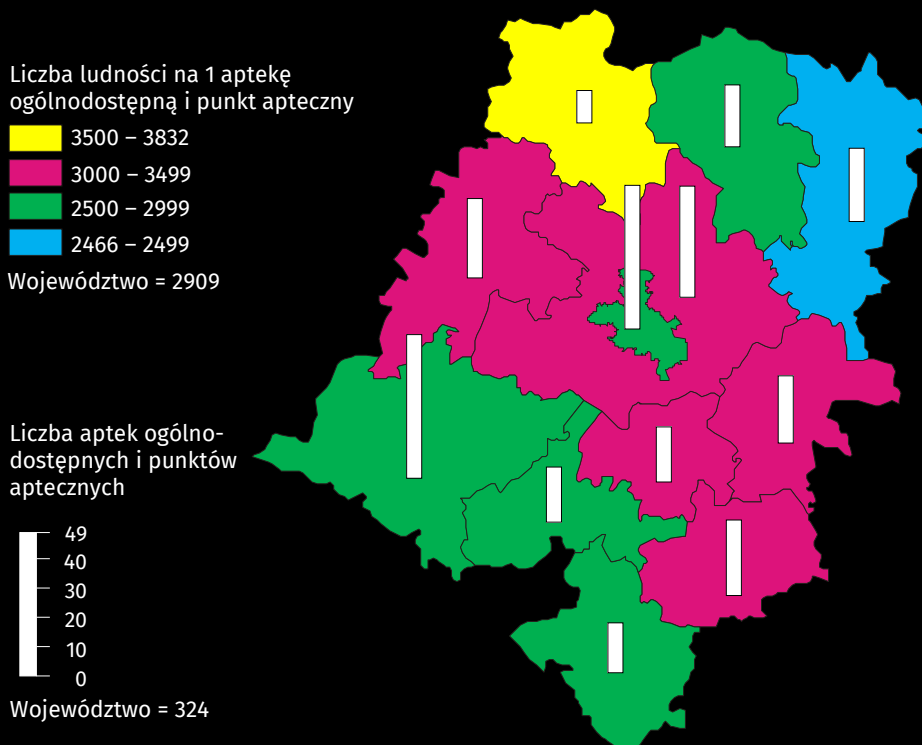 Liczba ludności na 1 aptekę
ogólnodostępną i punkt apteczny
3500 – 3832
3000 – 3499
2500 – 2999
2466 – 2499
Województwo = 2909
Liczba aptek ogólno-
dostępnych i punktów
aptecznych
49
40
30
20
10
0
Województwo = 324